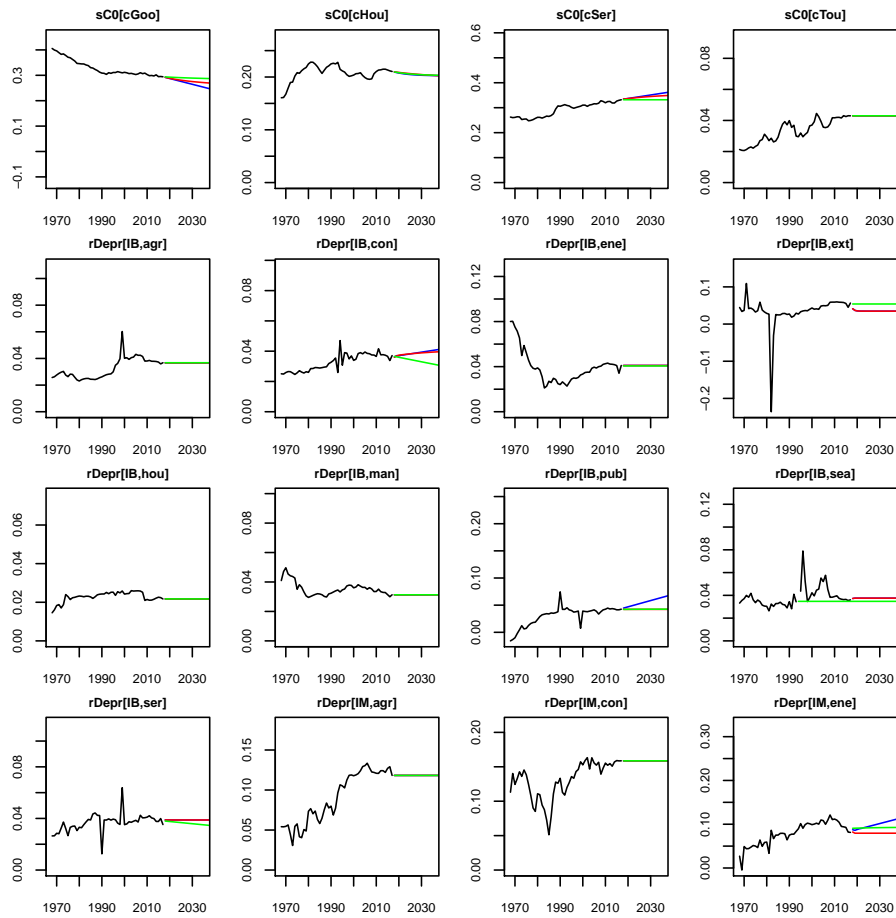 sC0[cGoo] sC0[cHou] sC0[cSer] sC0[cTou]
-0.1 0.1 0.3
0.00 0.10 0.20
0.0 0.2 0.4 0.6
0.00 0.04 0.08
1970 1990 2010 2030 1970 1990 2010 2030 1970 1990 2010 2030 1970 1990 2010 2030
rDepr[IB,agr] rDepr[IB,con] rDepr[IB,ene] rDepr[IB,ext]
0.00 0.04 0.08
0.00 0.04 0.08
0.00 0.04 0.08 0.12
-0.2 -0.1 0.0 0.1
1970 1990 2010 2030 1970 1990 2010 2030 1970 1990 2010 2030 1970 1990 2010 2030
rDepr[IB,hou] rDepr[IB,man] rDepr[IB,pub] rDepr[IB,sea]
0.00 0.02 0.04 0.06
0.00 0.04 0.08
0.00 0.10 0.20
0.00 0.04 0.08 0.12
1970 1990 2010 2030 1970 1990 2010 2030 1970 1990 2010 2030 1970 1990 2010 2030
rDepr[IB,ser] rDepr[IM,agr] rDepr[IM,con] rDepr[IM,ene]
0.00 0.04 0.08
0.00 0.05 0.10 0.15
0.00 0.10 0.20
0.00 0.10 0.20 0.30
1970 1990 2010 2030 1970 1990 2010 2030 1970 1990 2010 2030 1970 1990 2010 2030